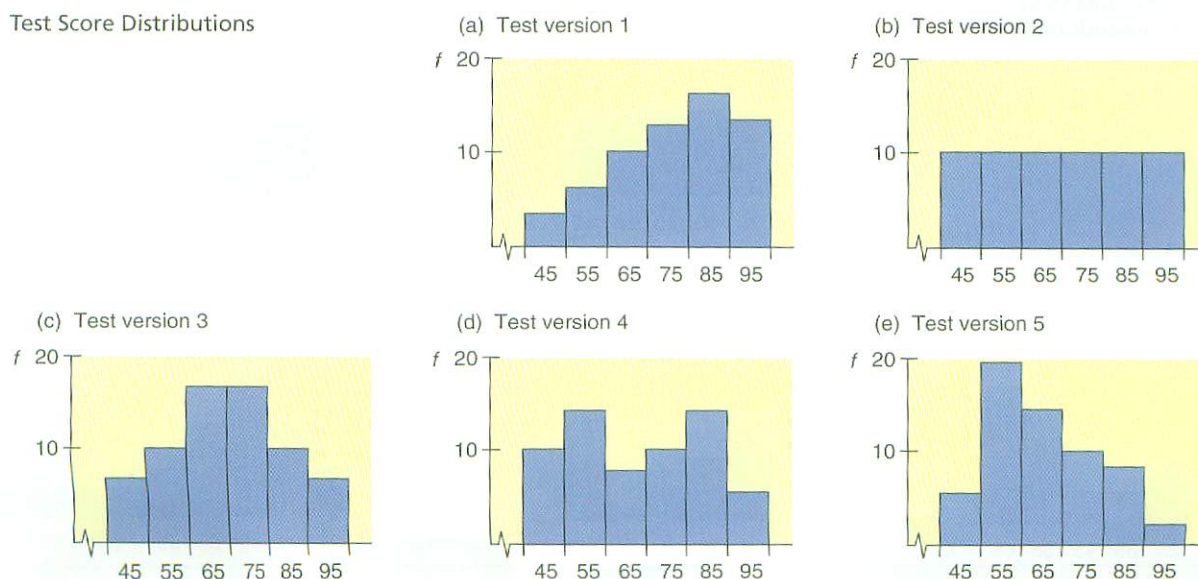 Test Score Distributions
(a) Test version 1
f 20
10
45 55 65 75 85 95
(b) Test version 2
f 20
10
45 55 65 75 85 95
(c) Test version 3
f 20
10
45 55 65 75 85 95
(d) Test version 4
f 20
10
45 55 65 75 85 95
(e) Test version 5
f 20
10
45 55 65 75 85 95